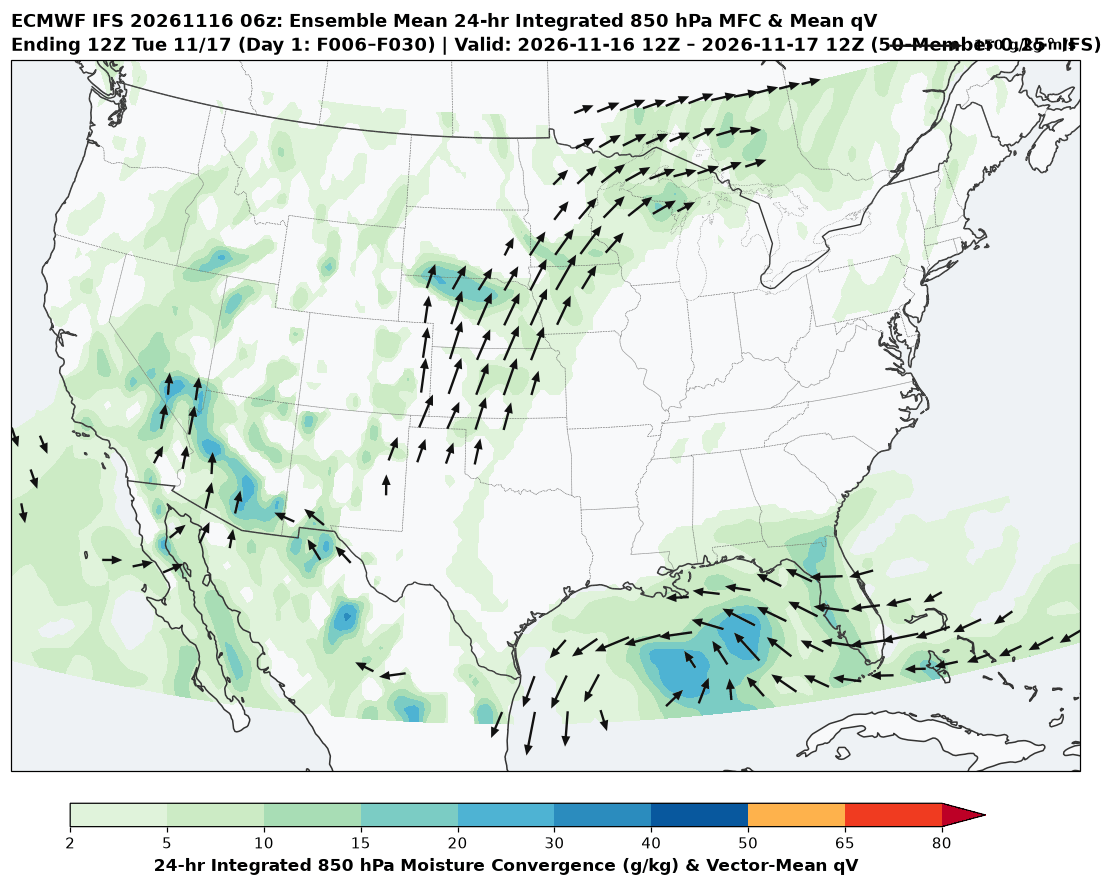 ECMWF IFS 20261116 06z: Ensemble Mean 24-hr Integrated 850 hPa MFC & Mean qV
Ending 12Z Tue 11/17 (Day 1: F006–F030) | Valid: 2026-11-16 12Z – 2026-11-17 12Z (50-Member 0.25° IFS)
2 5 10 15 20 30 40 50 65 80
24-hr Integrated 850 hPa Moisture Convergence (g/kg) & Vector-Mean qV